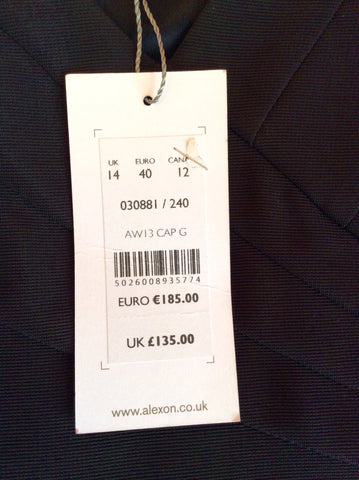 UK EURO CANA
14 40 12
030881 / 240
AW13 CAP G
5026008935774
EURO €185.00
UK £135.00
www.alexon.co.uk